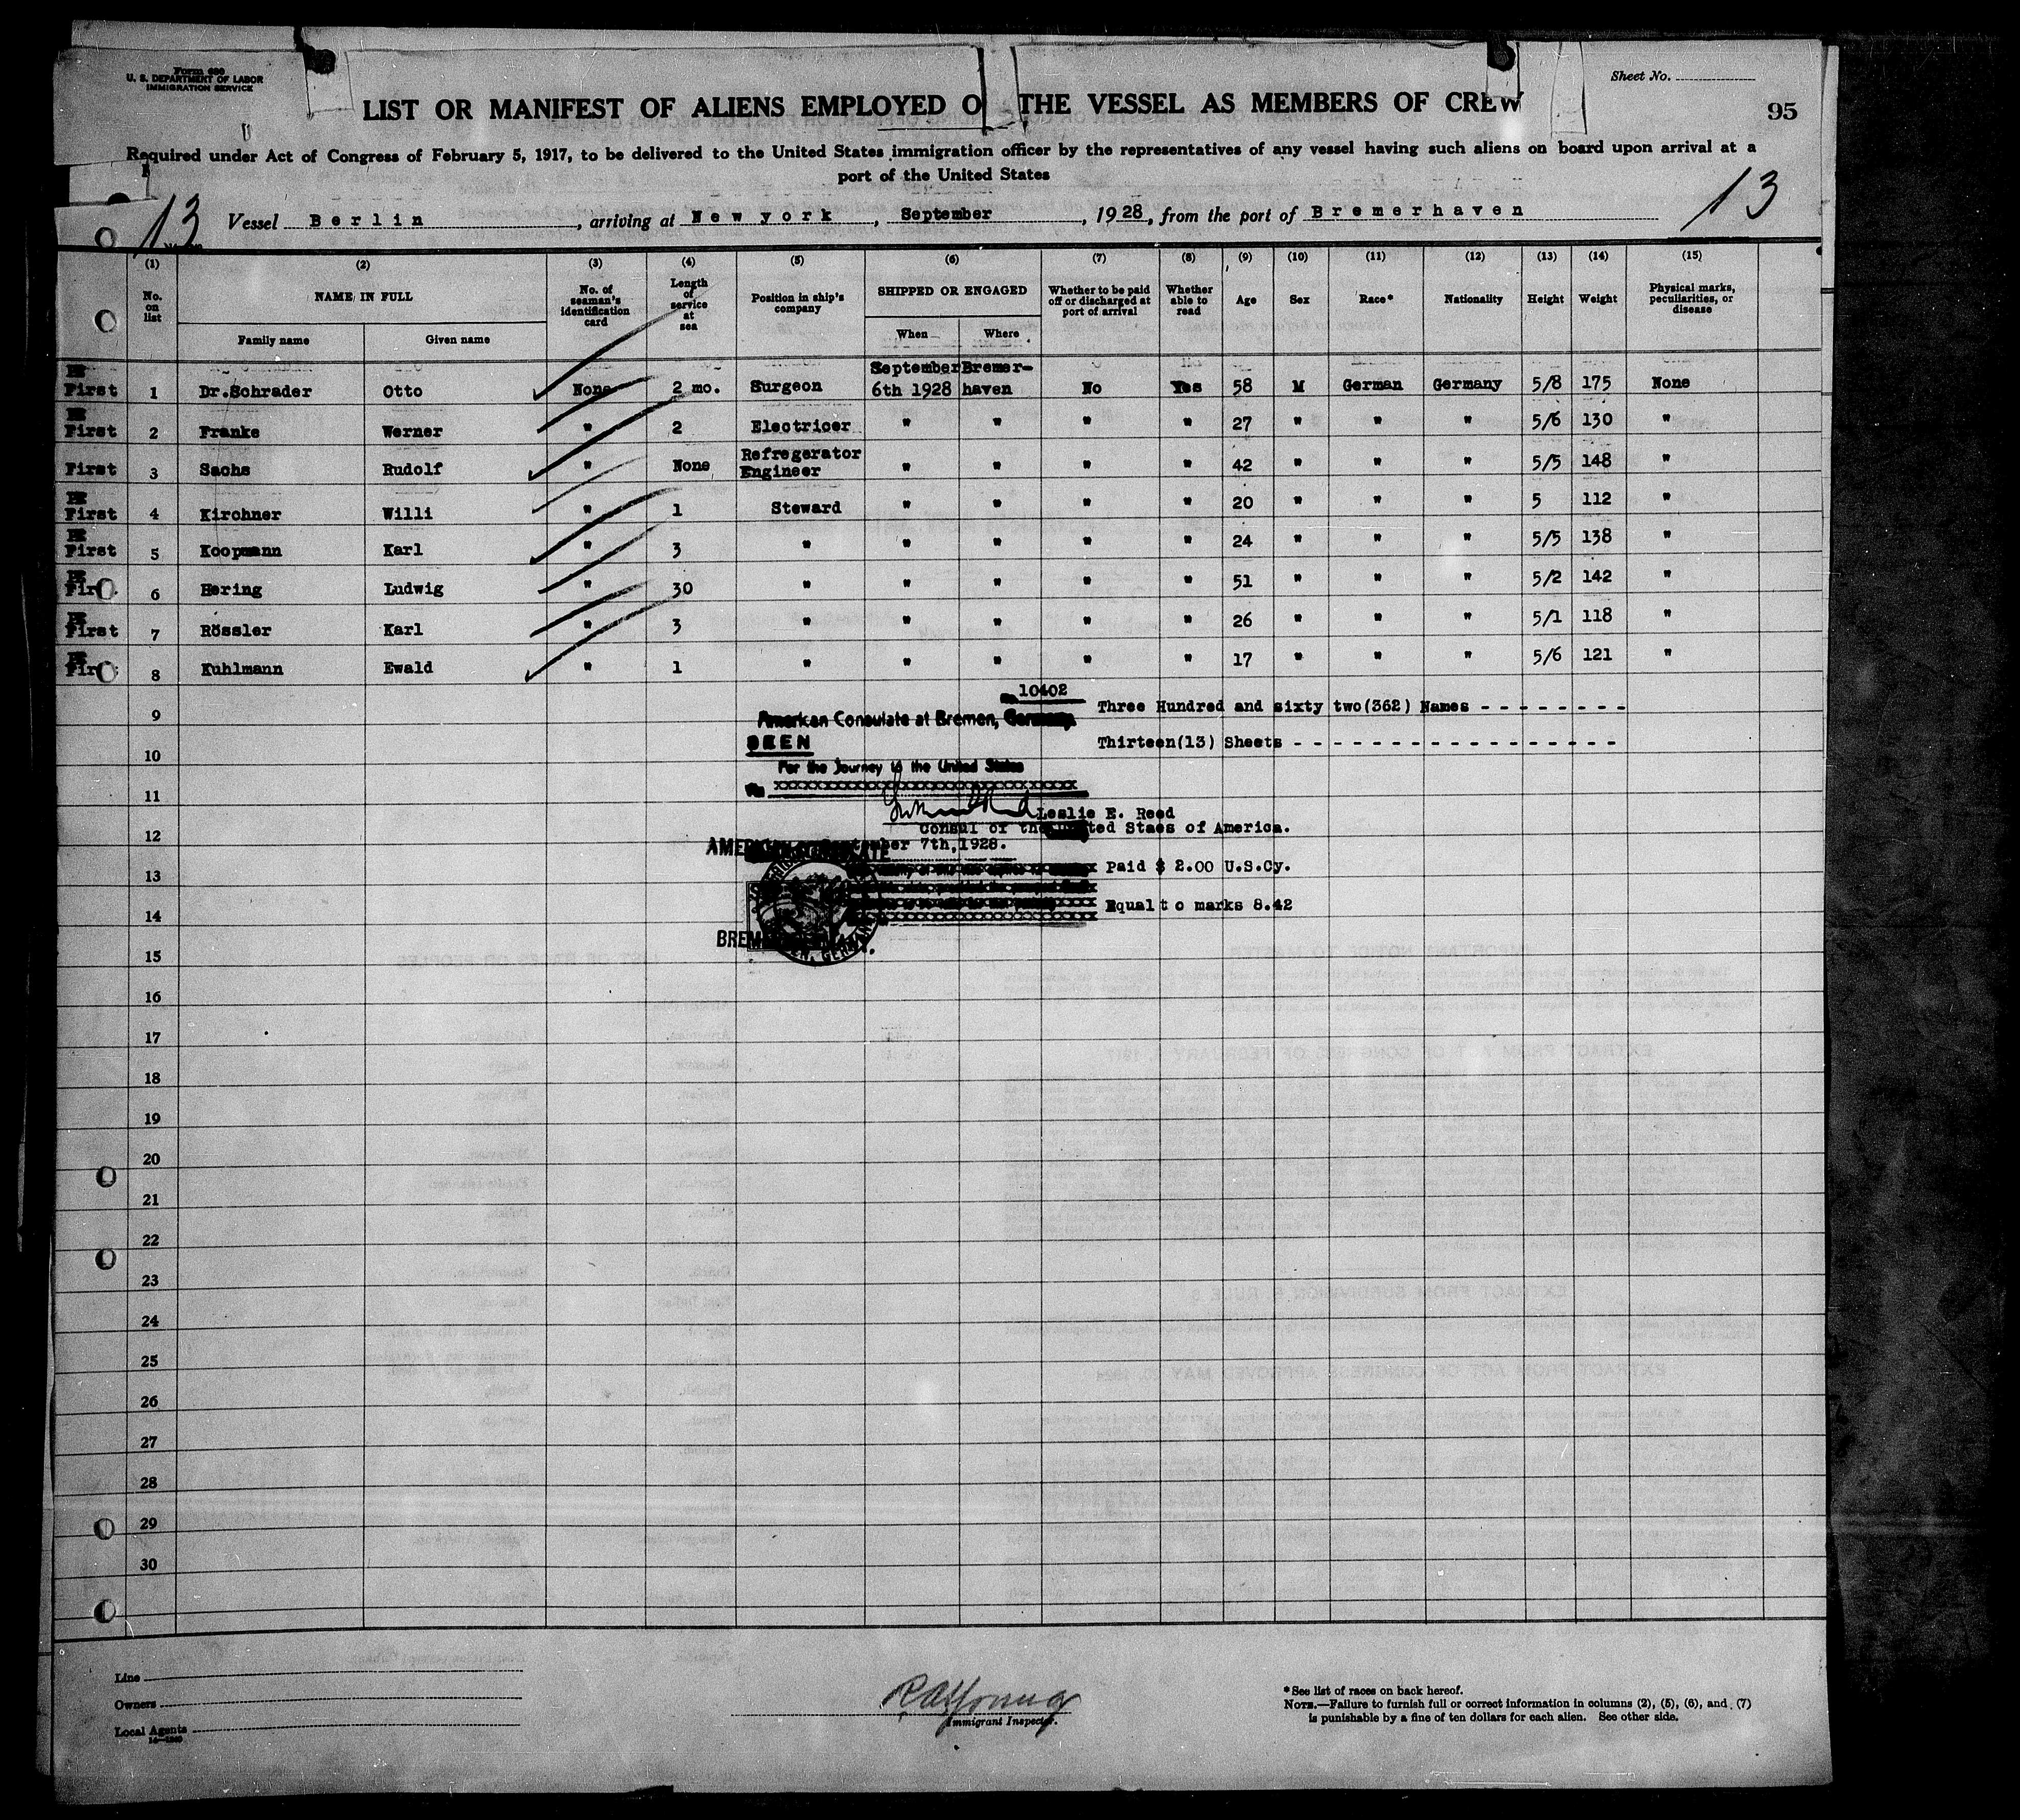 Form 680
U. S. DEPARTMENT OF LABOR
IMMIGRATION SERVICE
Sheet No.
LIST OR MANIFEST OF ALIENS EMPLOYED O THE VESSEL AS MEMBERS OF CREW
95
Required under Act of Congress of February 5, 1917, to be delivered to the United States immigration officer by the representatives of any vessel having such aliens on board upon arrival at a
port of the United States
13 Vessel Berlin, arriving at New york, September, 1928, from the port of Bremerhaven 13
(1) (2) (3) (4) (5) (6) (7) (8) (9) (10) (11) (12) (13) (14) (15)
No. on list NAME IN FULL No. of seaman's identification card Length of service at sea Position in ship's company SHIPPED OR ENGAGED Whether to be paid off or discharged at port of arrival Whether able to read Age Sex Race* Nationality Height Weight Physical marks, peculiarities, or disease
Family name Given name When Where
First 1 Dr.Schrader Otto None 2 mo. Surgeon September 6th 1928 Bremer-haven No Yes 58 M German Germany 5/8 175 None
First 2 Franke Werner " 2 Electricer " " " " 27 " " " 5/6 130 "
First 3 Sachs Rudolf " None Refregerator Engineer " " " " 42 " " " 5/5 148 "
First 4 Kirchner Willi " 1 Steward " " " " 20 " " " 5 112 "
First 5 Koopmann Karl " 3 " " " " " 24 " " " 5/5 138 "
Fir 6 Hering Ludwig " 30 " " " " " 51 " " " 5/2 142 "
First 7 Rössler Karl " 3 " " " " " 26 " " " 5/1 118 "
Fir 8 Kuhlmann Ewald " 1 " " " " " 17 " " " 5/6 121 "
No. 10402
9 American Consulate at Bremen, Germany. Three Hundred and sixty two(362) Names - - - - - - - -
SEEN Thirteen(13) Sheets - - - - - - - - - - - - - - - - - -
10
For the Journey to the United States
11 xxxxxxxxxxxxxxxxxxxxxxxxxxxxx
Leslie E. Reed
12 Consul of the United Staes of America.
AMERICAN CONSULATE September 7th,1928.
13 Paid $ 2.00 U.S.Cy.
14 Equal t o marks 8.42
BREMEN, GERMANY.
15
16
17
18
19
20
21
22
23
24
25
26
27
28
29
30
Line
Owners
Local Agents
R A Young
Immigrant Inspector.
*See list of races on back hereof.
NOTE.—Failure to furnish full or correct information in columns (2), (5), (6), and (7)
is punishable by a fine of ten dollars for each alien. See other side.